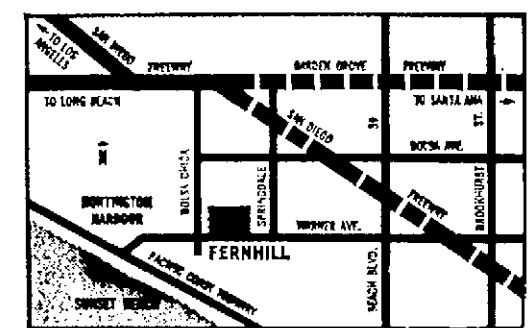 ← TO LOS
ANGELES
SAN DIEGO
FREEWAY
GARDEN GROVE
FREEWAY
TO LONG BEACH
TO SANTA ANA
→
SAN DIEGO
39
ST.
BOLSA AVE.
BOLSA CHICA
SPRINGDALE
HUNTINGTON
HARBOUR
FREEWAY
BROOKHURST
WARNER AVE.
FERNHILL
PACIFIC COAST HIGHWAY
BEACH BLVD.
SUNSET BEACH